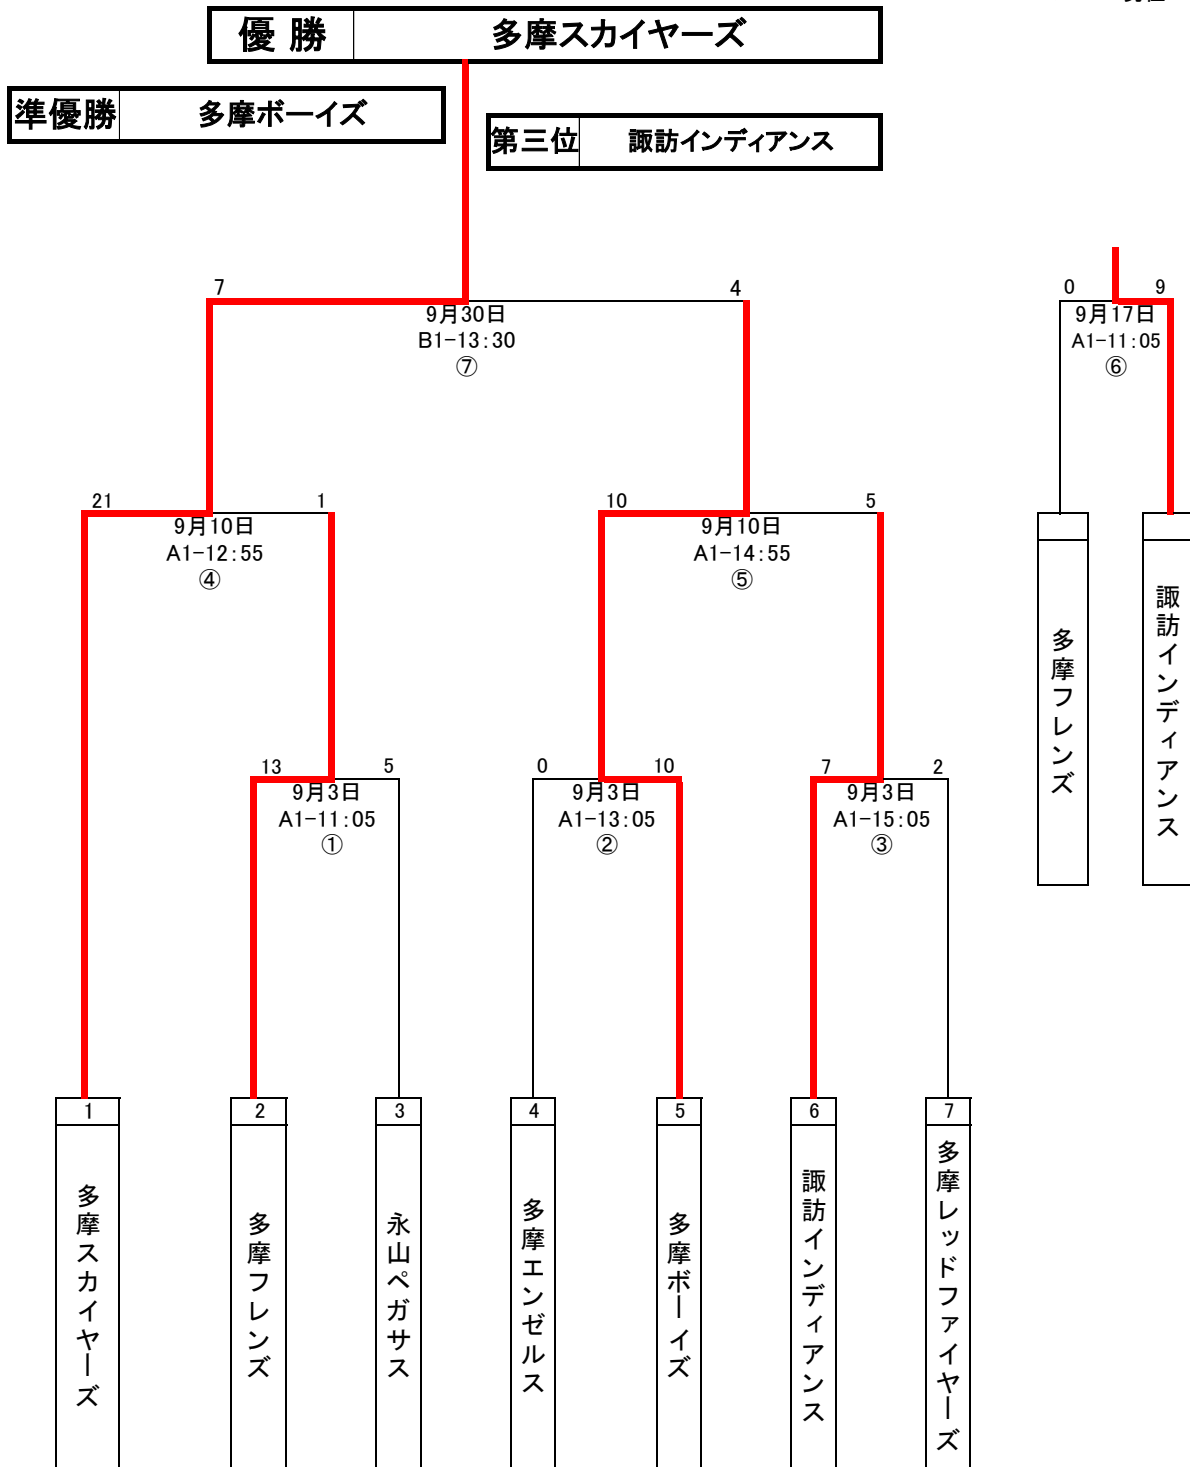 優 勝 多摩スカイヤーズ
準優勝 多摩ボーイズ
第三位 諏訪インディアンス
7 4
9月30日
B1-13:30
⑦
0 9
9月17日
A1-11:05
⑥
多摩フレンズ
諏訪インディアンス
21 1
9月10日
A1-12:55
④
10 5
9月10日
A1-14:55
⑤
13 5
9月3日
A1-11:05
①
0 10
9月3日
A1-13:05
②
7 2
9月3日
A1-15:05
③
1
多摩スカイヤーズ
2
多摩フレンズ
3
永山ペガサス
4
多摩エンゼルス
5
多摩ボーイズ
6
諏訪インディアンス
7
多摩レッドファイヤーズ